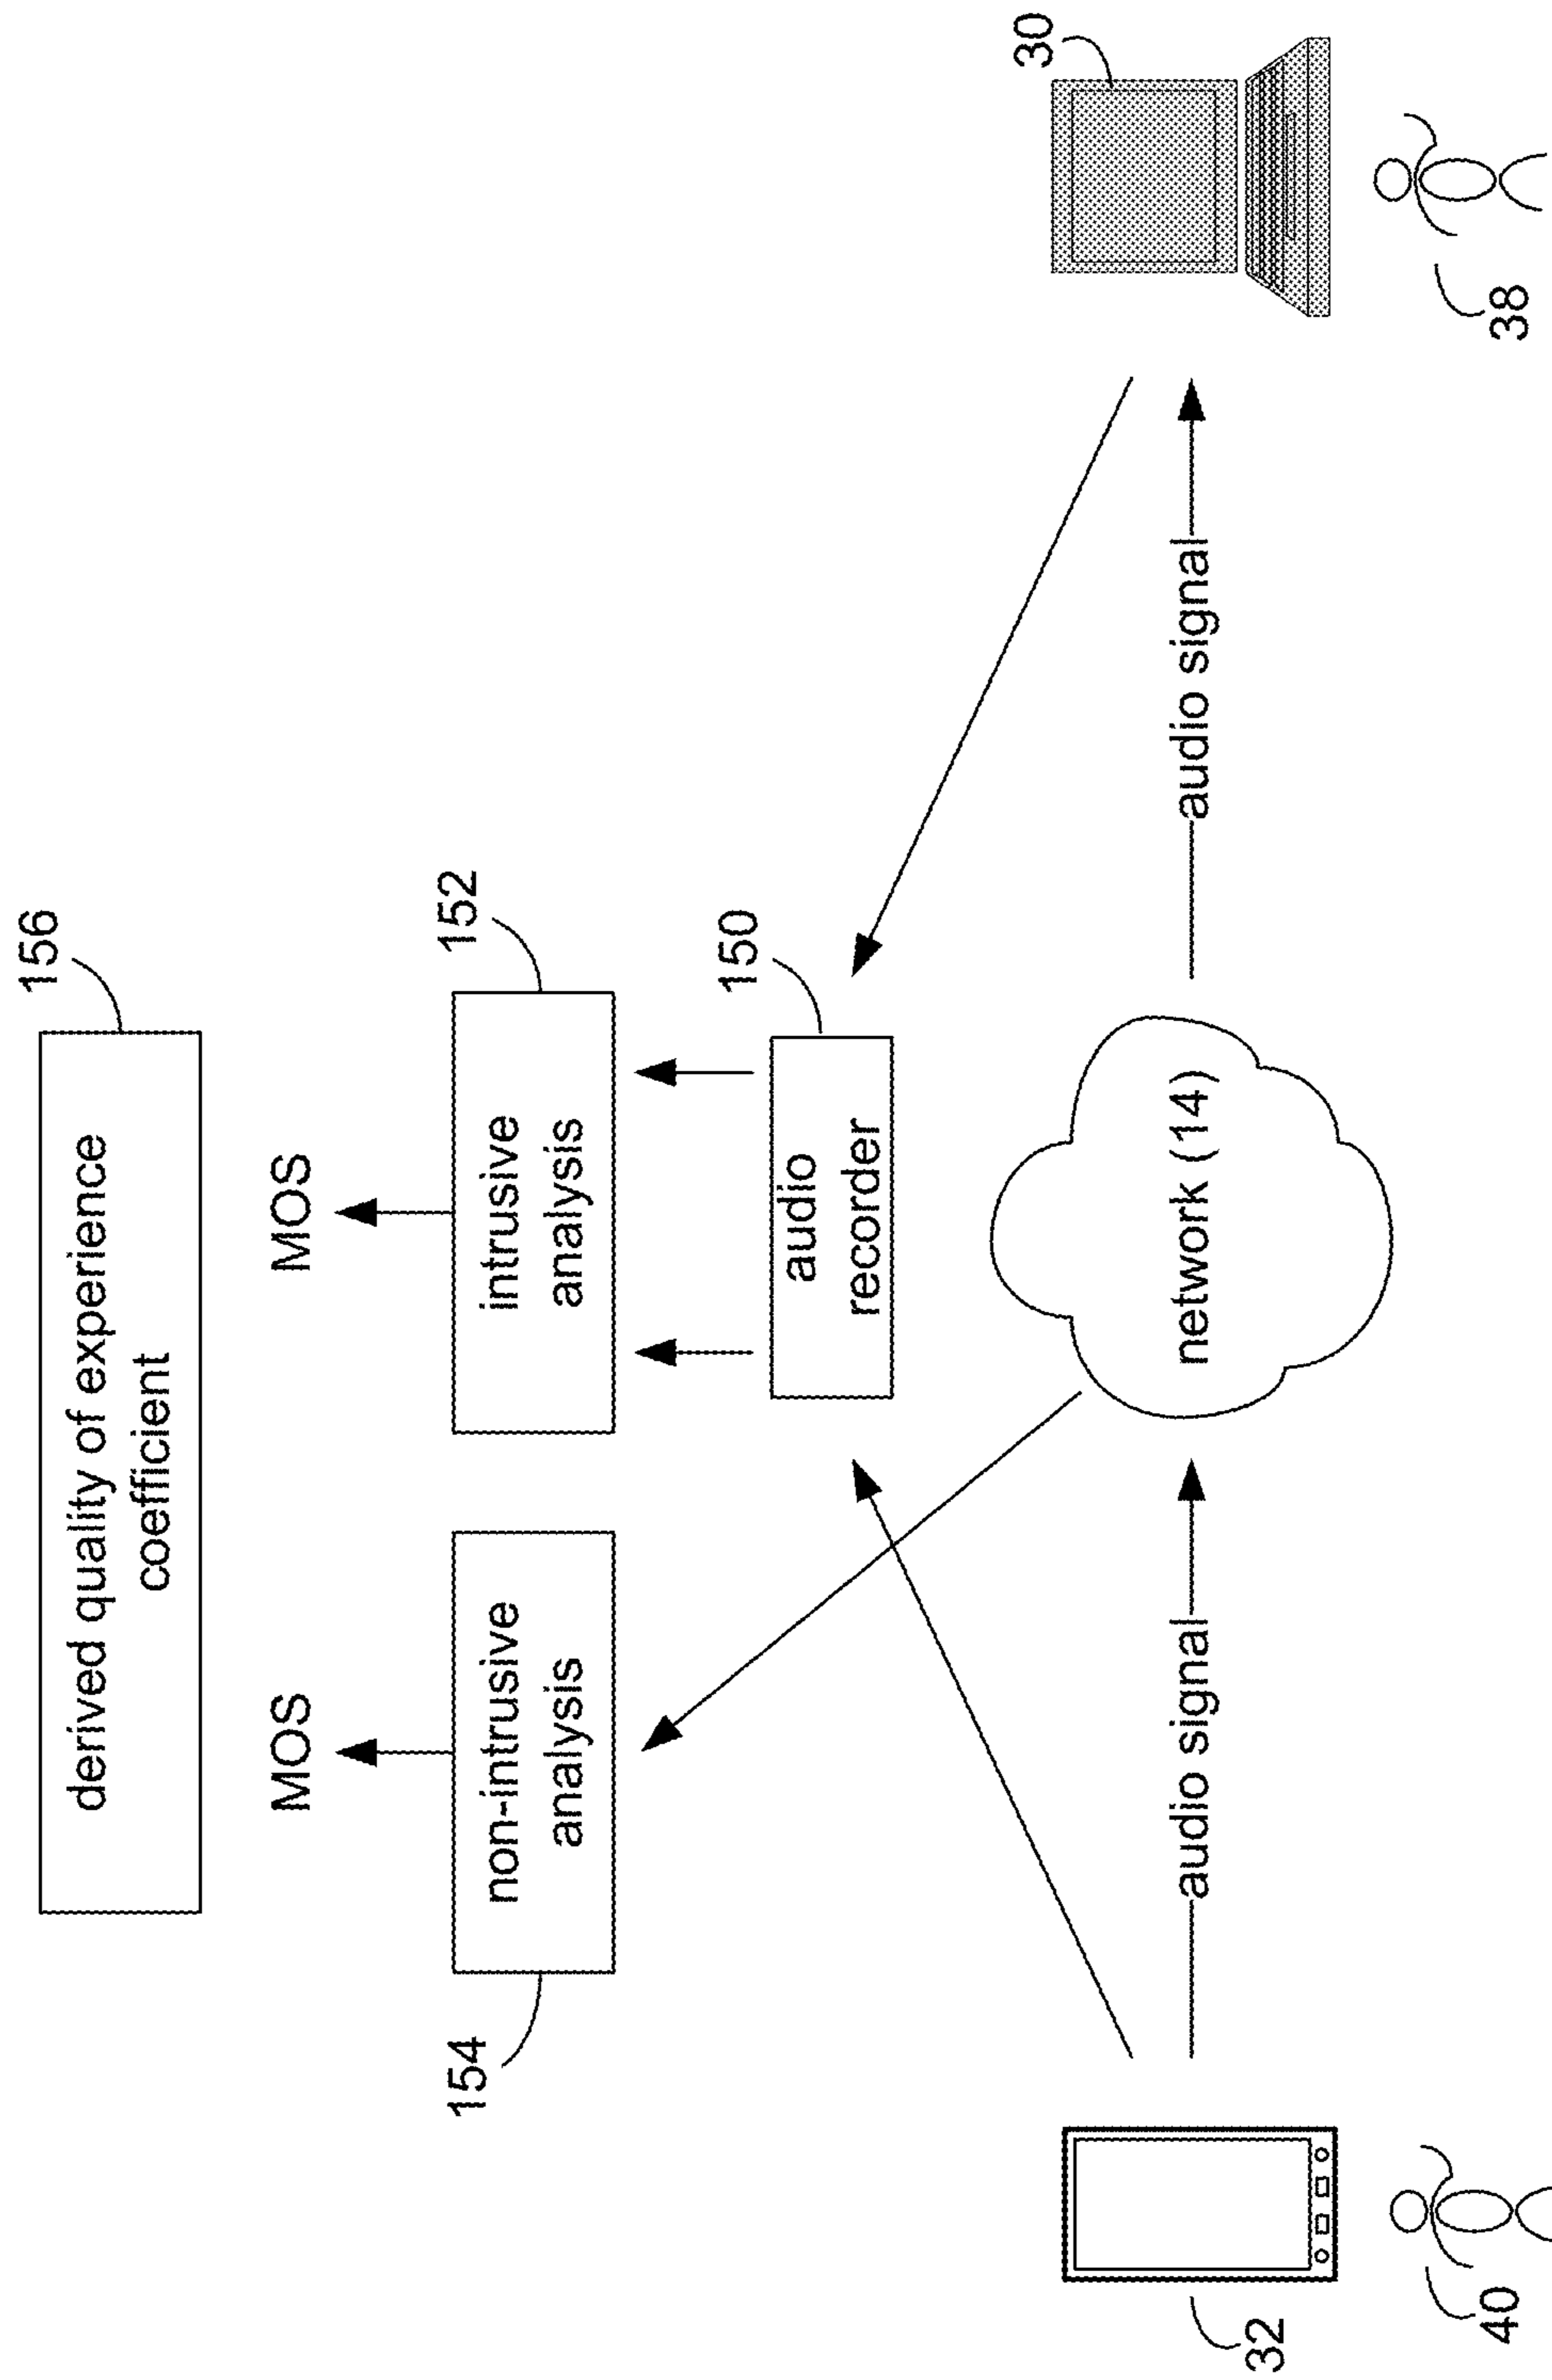 156
derived quality of experience
coefficient
MOS
MOS
154
non-intrusive
analysis
intrusive
analysis
152
audio
recorder
150
32
audio signal
network (14)
audio signal
30
40
38